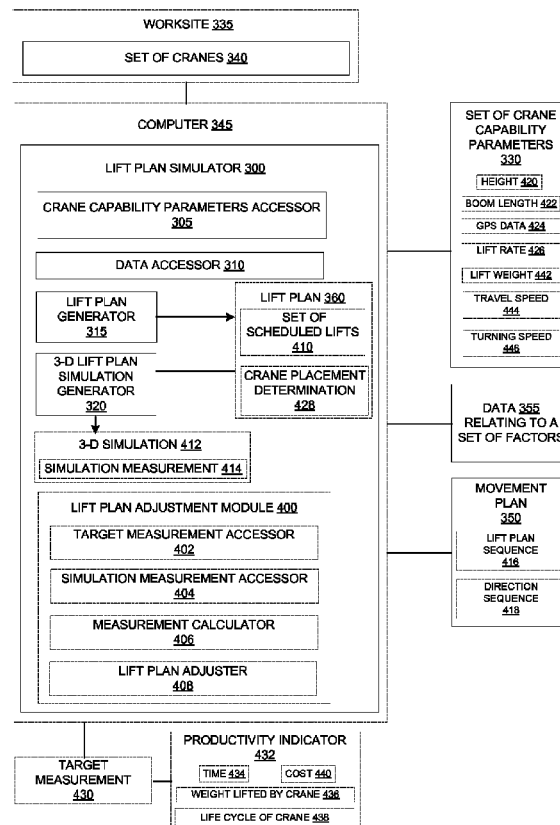 WORKSITE 335
SET OF CRANES 340
COMPUTER 345
LIFT PLAN SIMULATOR 300
CRANE CAPABILITY PARAMETERS ACCESSOR
305
DATA ACCESSOR 310
LIFT PLAN
GENERATOR
315
LIFT PLAN 360
SET OF
SCHEDULED LIFTS
410
CRANE PLACEMENT
DETERMINATION
428
3-D LIFT PLAN
SIMULATION
GENERATOR
320
3-D SIMULATION 412
SIMULATION MEASUREMENT 414
LIFT PLAN ADJUSTMENT MODULE 400
TARGET MEASUREMENT ACCESSOR
402
SIMULATION MEASUREMENT ACCESSOR
404
MEASUREMENT CALCULATOR
406
LIFT PLAN ADJUSTER
408
SET OF CRANE
CAPABILITY
PARAMETERS
330
HEIGHT 420
BOOM LENGTH 422
GPS DATA 424
LIFT RATE 426
LIFT WEIGHT 442
TRAVEL SPEED
444
TURNING SPEED
446
DATA 355
RELATING TO A
SET OF FACTORS
MOVEMENT
PLAN
350
LIFT PLAN
SEQUENCE
416
DIRECTION
SEQUENCE
418
TARGET
MEASUREMENT
430
PRODUCTIVITY INDICATOR
432
TIME 434
COST 440
WEIGHT LIFTED BY CRANE 436
LIFE CYCLE OF CRANE 438